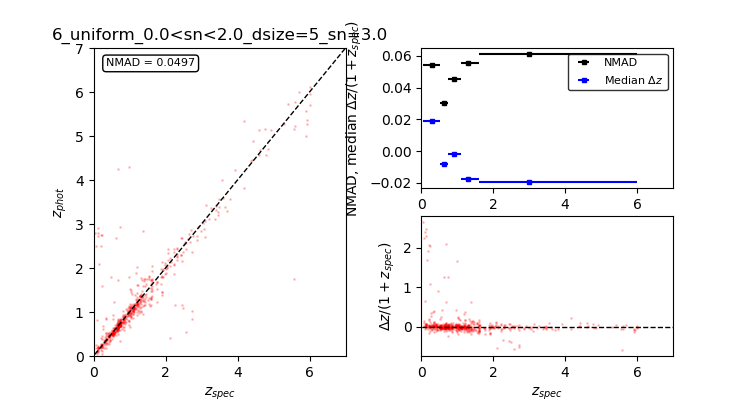 6_uniform_0.0<sn<2.0_dsize=5_sn=3.0
NMAD = 0.0497
7
6
5
4
3
2
1
0
z_phot
0 2 4 6
z_spec
NMAD, median Δz/(1 + z_spec)
0.06
0.04
0.02
0.00
−0.02
NMAD
Median Δz
0 2 4 6
Δz/(1 + z_spec)
2
1
0
0 2 4 6
z_spec